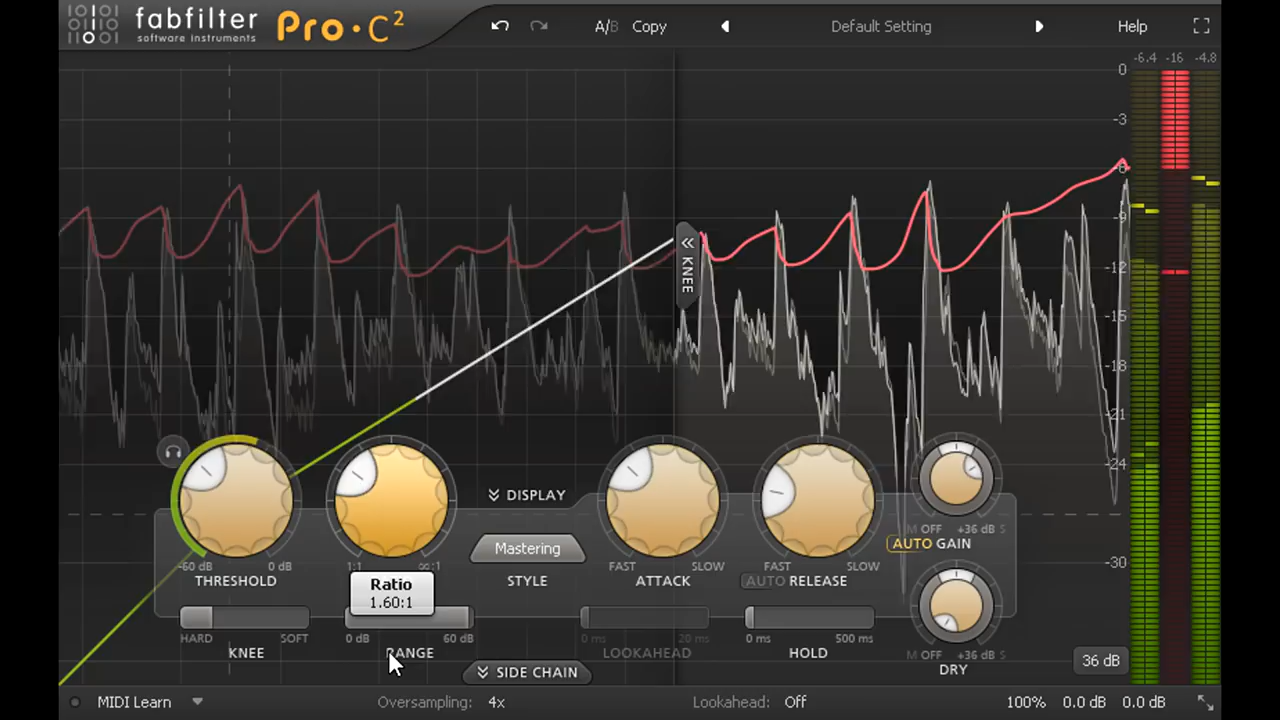 fabfilter
software instruments
Pro·C²
A/B Copy
Default Setting
Help
-6.4 -16 -4.8
0
-3
-6
-9
-12
-15
-18
-21
-24
-30
KNEE
DISPLAY
-60 dB 0 dB
THRESHOLD
1:1 ∞:1
Ratio
1.60:1
Mastering
STYLE
FAST SLOW
ATTACK
FAST SLOW
AUTO RELEASE
M OFF +36 dB S
AUTO GAIN
HARD SOFT
KNEE
0 dB 60 dB
RANGE
0 ms 20 ms
LOOKAHEAD
0 ms 500 ms
HOLD
M OFF +36 dB S
DRY
36 dB
SIDE CHAIN
MIDI Learn
Oversampling: 4x
Lookahead: Off
100% 0.0 dB 0.0 dB